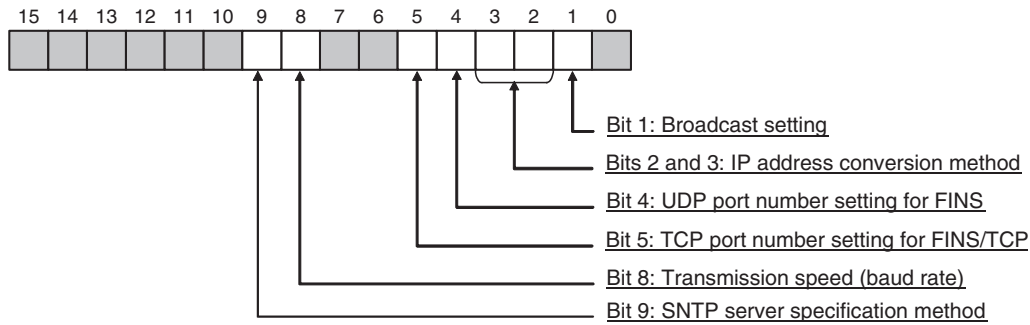 15 14 13 12 11 10 9 8 7 6 5 4 3 2 1 0
Bit 1: Broadcast setting
Bits 2 and 3: IP address conversion method
Bit 4: UDP port number setting for FINS
Bit 5: TCP port number setting for FINS/TCP
Bit 8: Transmission speed (baud rate)
Bit 9: SNTP server specification method